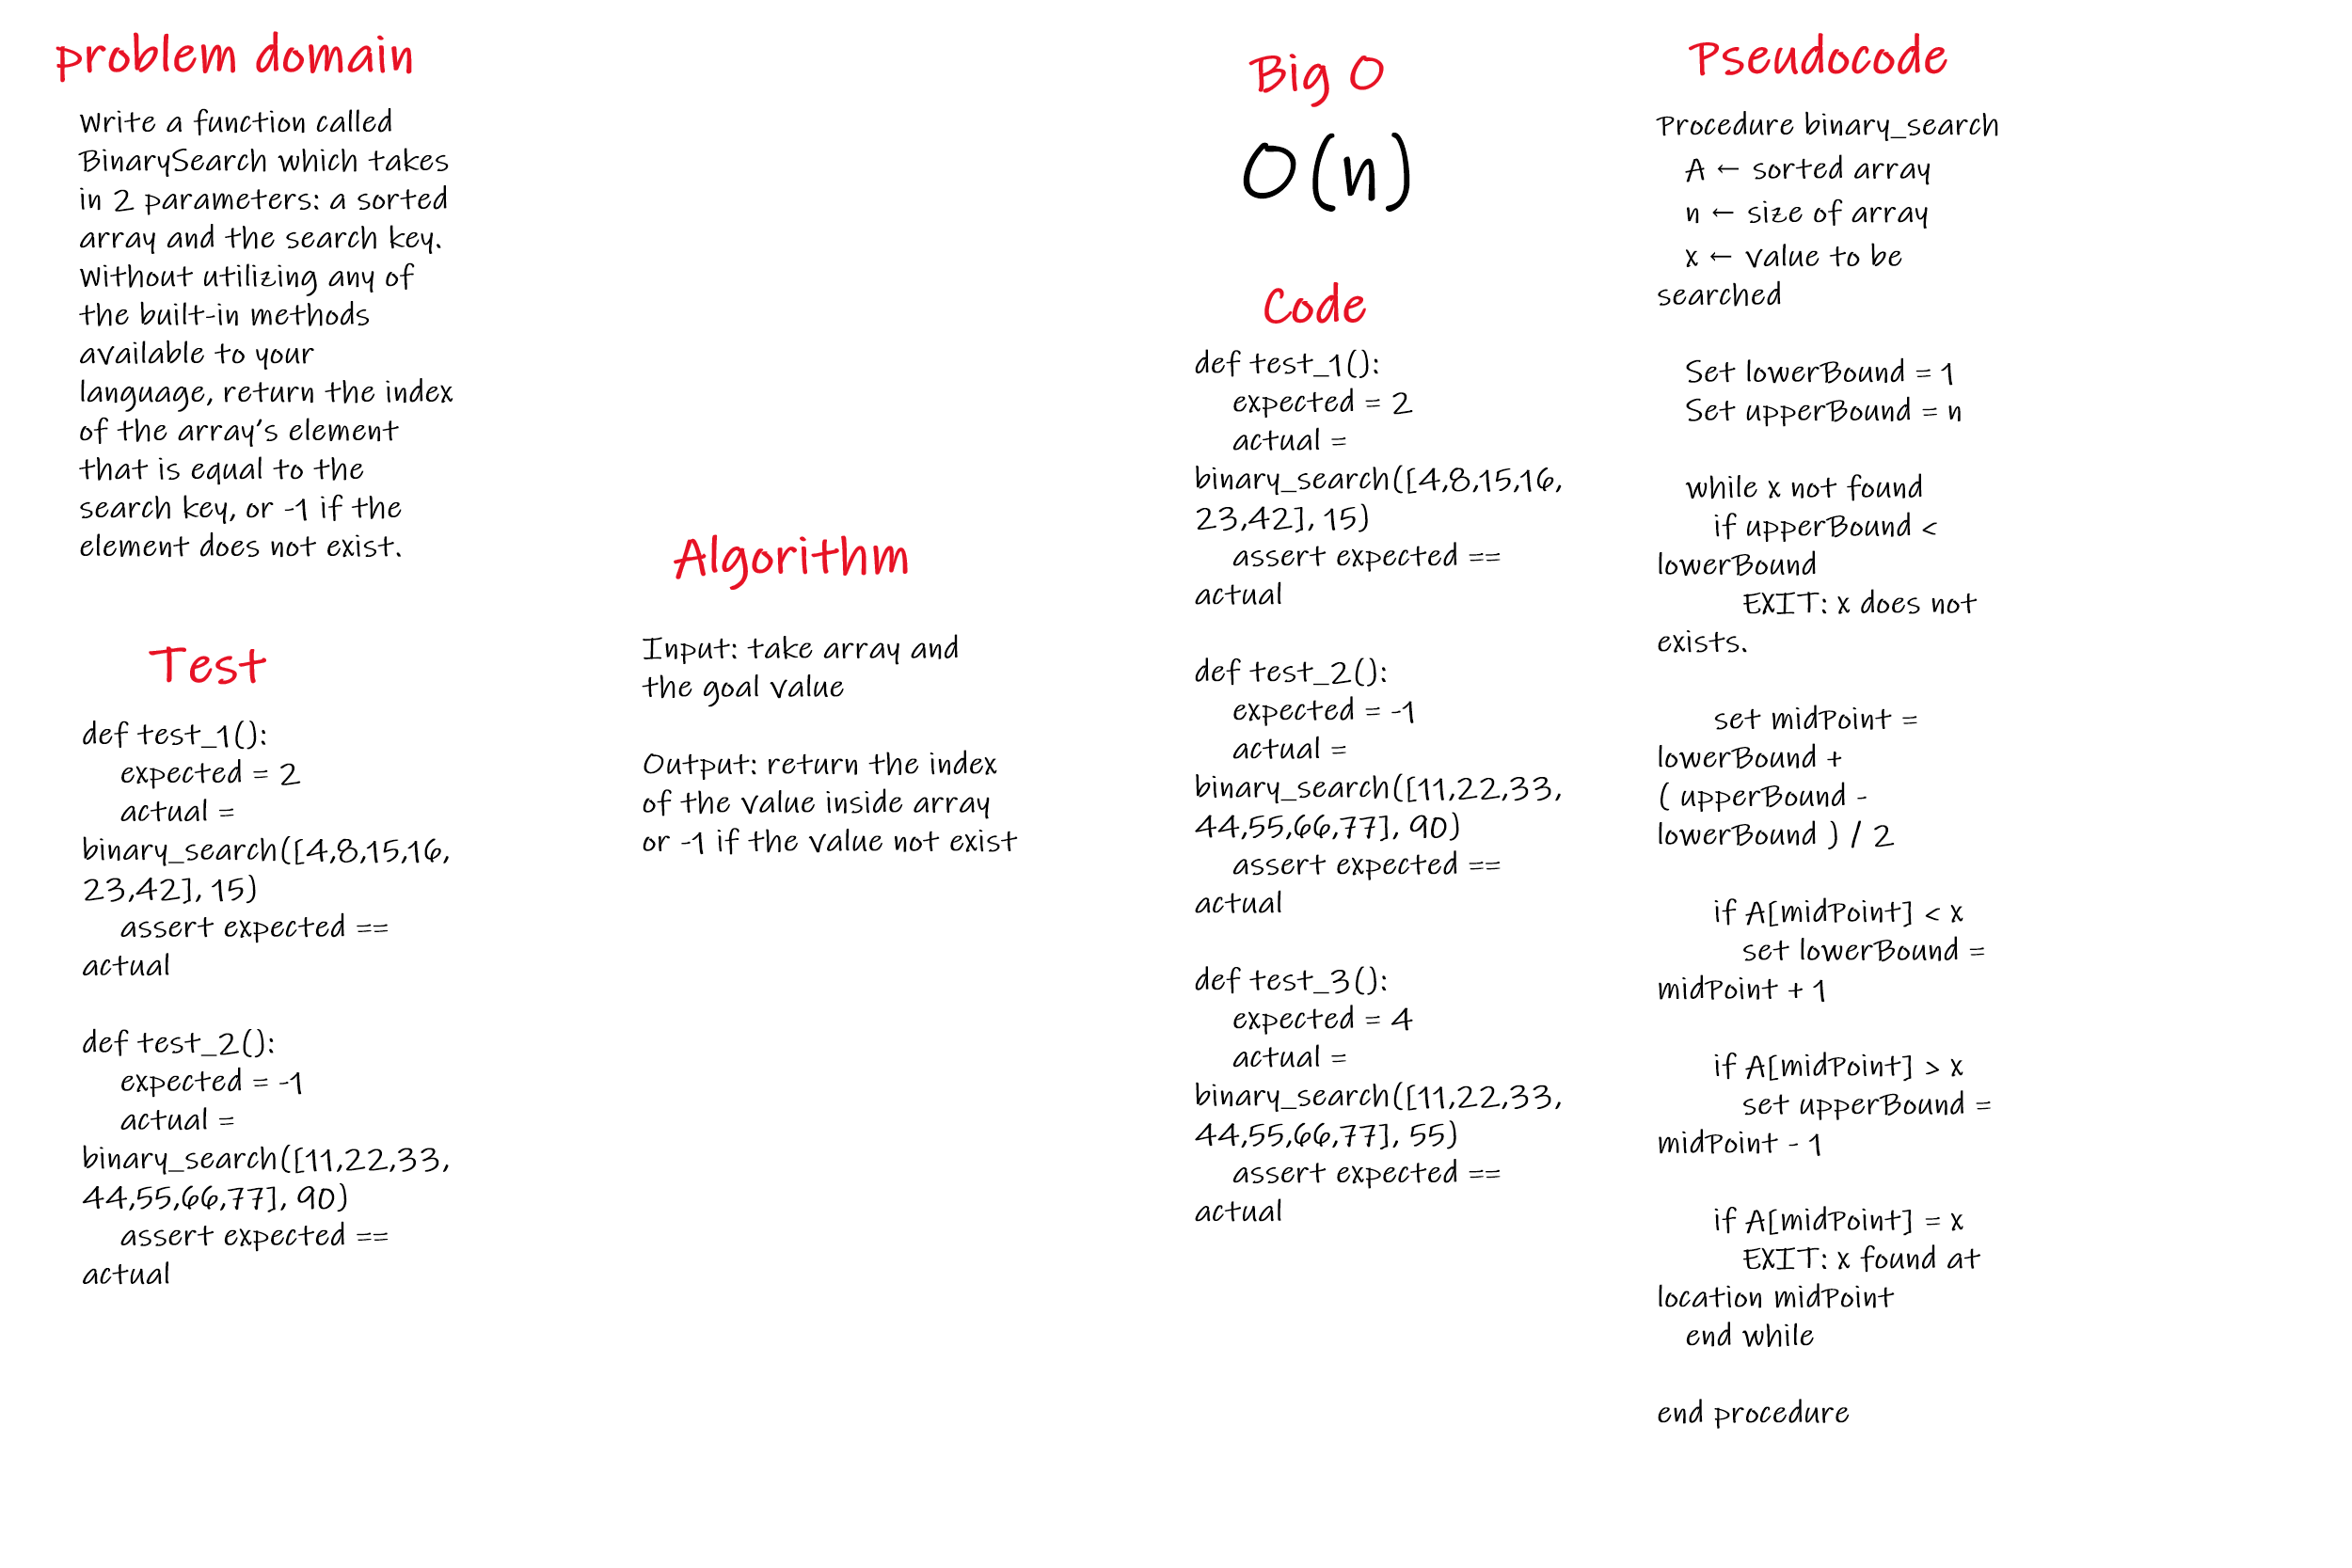 problem domain
Write a function called
BinarySearch which takes
in 2 parameters: a sorted
array and the search key.
Without utilizing any of
the built-in methods
available to your
language, return the index
of the array's element
that is equal to the
search key, or -1 if the
element does not exist.
Test
def test_1():
expected = 2
actual =
binary_search([4,8,15,16,
23,42], 15)
assert expected ==
actual
def test_2():
expected = -1
actual =
binary_search([11,22,33,
44,55,66,77], 90)
assert expected ==
actual
Algorithm
Input: take array and
the goal value
Output: return the index
of the value inside array
or -1 if the value not exist
Big O
O(n)
Code
def test_1():
expected = 2
actual =
binary_search([4,8,15,16,
23,42], 15)
assert expected ==
actual
def test_2():
expected = -1
actual =
binary_search([11,22,33,
44,55,66,77], 90)
assert expected ==
actual
def test_3():
expected = 4
actual =
binary_search([11,22,33,
44,55,66,77], 55)
assert expected ==
actual
Pseudocode
Procedure binary_search
A ← sorted array
n ← size of array
x ← value to be
searched
Set lowerBound = 1
Set upperBound = n
while x not found
if upperBound <
lowerBound
EXIT: x does not
exists.
set midPoint =
lowerBound +
( upperBound -
lowerBound ) / 2
if A[midPoint] < x
set lowerBound =
midPoint + 1
if A[midPoint] > x
set upperBound =
midPoint - 1
if A[midPoint] = x
EXIT: x found at
location midPoint
end while
end procedure